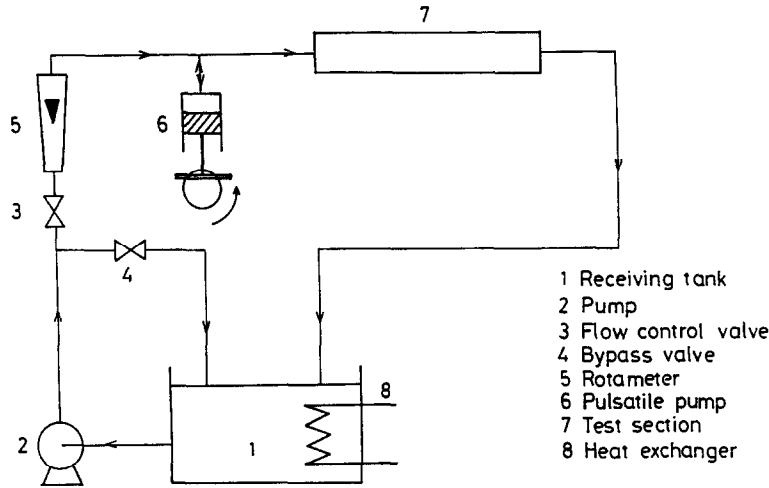 7
5
6
3
4
8
2
1
1 Receiving tank
2 Pump
3 Flow control valve
4 Bypass valve
5 Rotameter
6 Pulsatile pump
7 Test section
8 Heat exchanger